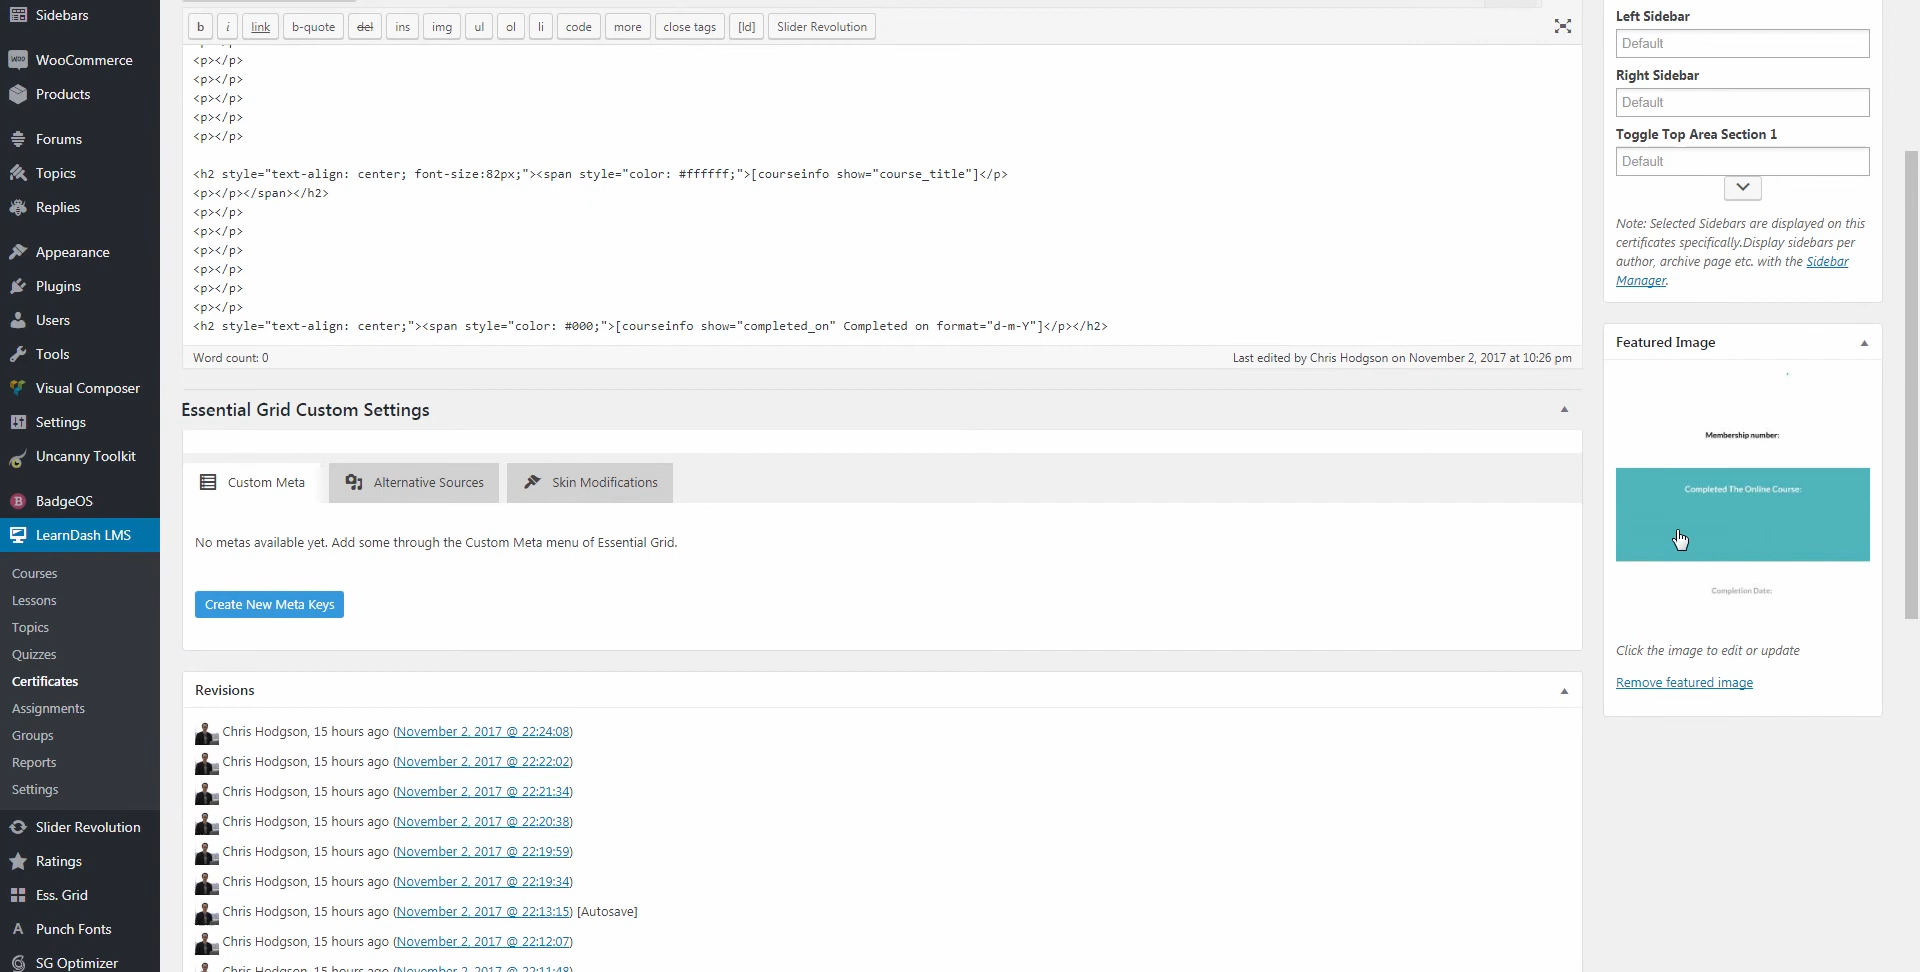 Sidebars
WooCommerce
Products
Forums
Topics
Replies
Appearance
Plugins
Users
Tools
Visual Composer
Settings
Uncanny Toolkit
BadgeOS
LearnDash LMS
Courses
Lessons
Topics
Quizzes
Certificates
Assignments
Groups
Reports
Settings
Slider Revolution
Ratings
Ess. Grid
Punch Fonts
SG Optimizer
b i link b-quote del ins img ul ol li code more close tags [ld] Slider Revolution
<p></p>
<p></p>
<p></p>
<p></p>
<p></p>
<h2 style="text-align: center; font-size:82px;"><span style="color: #ffffff;">[courseinfo show="course_title"]</p>
<p></p></span></h2>
<p></p>
<p></p>
<p></p>
<p></p>
<p></p>
<p></p>
<h2 style="text-align: center;"><span style="color: #000;">[courseinfo show="completed_on" Completed on format="d-m-Y"]</p></h2>
Word count: 0
Last edited by Chris Hodgson on November 2, 2017 at 10:26 pm
Essential Grid Custom Settings
Custom Meta
Alternative Sources
Skin Modifications
No metas available yet. Add some through the Custom Meta menu of Essential Grid.
Create New Meta Keys
Revisions
Chris Hodgson, 15 hours ago (November 2, 2017 @ 22:24:08)
Chris Hodgson, 15 hours ago (November 2, 2017 @ 22:22:02)
Chris Hodgson, 15 hours ago (November 2, 2017 @ 22:21:34)
Chris Hodgson, 15 hours ago (November 2, 2017 @ 22:20:38)
Chris Hodgson, 15 hours ago (November 2, 2017 @ 22:19:59)
Chris Hodgson, 15 hours ago (November 2, 2017 @ 22:19:34)
Chris Hodgson, 15 hours ago (November 2, 2017 @ 22:13:15) [Autosave]
Chris Hodgson, 15 hours ago (November 2, 2017 @ 22:12:07)
Chris Hodgson, 15 hours ago (November 2, 2017 @ 22:11:48)
Left Sidebar
Default
Right Sidebar
Default
Toggle Top Area Section 1
Default
Note: Selected Sidebars are displayed on this
certificates specifically.Display sidebars per
author, archive page etc. with the Sidebar
Manager.
Featured Image
Membership number:
Completed The Online Course:
Completion Date:
Click the image to edit or update
Remove featured image